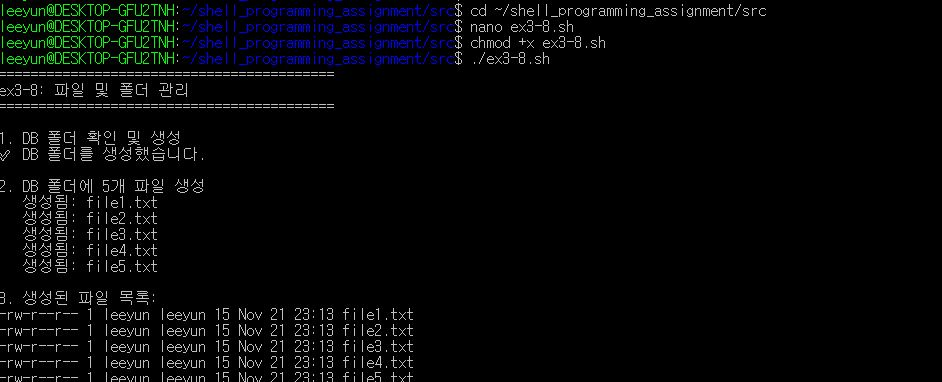 leeyun@DESKTOP-GFU2TNH:~/shell_programming_assignment/src$ cd ~/shell_programming_assignment/src
leeyun@DESKTOP-GFU2TNH:~/shell_programming_assignment/src$ nano ex3-8.sh
leeyun@DESKTOP-GFU2TNH:~/shell_programming_assignment/src$ chmod +x ex3-8.sh
leeyun@DESKTOP-GFU2TNH:~/shell_programming_assignment/src$ ./ex3-8.sh
==========================================
ex3-8: 파일 및 폴더 관리
==========================================
1. DB 폴더 확인 및 생성
✓ DB 폴더를 생성했습니다.
2. DB 폴더에 5개 파일 생성
생성됨: file1.txt
생성됨: file2.txt
생성됨: file3.txt
생성됨: file4.txt
생성됨: file5.txt
3. 생성된 파일 목록:
-rw-r--r-- 1 leeyun leeyun 15 Nov 21 23:13 file1.txt
-rw-r--r-- 1 leeyun leeyun 15 Nov 21 23:13 file2.txt
-rw-r--r-- 1 leeyun leeyun 15 Nov 21 23:13 file3.txt
-rw-r--r-- 1 leeyun leeyun 15 Nov 21 23:13 file4.txt
-rw-r--r-- 1 leeyun leeyun 15 Nov 21 23:13 file5.txt